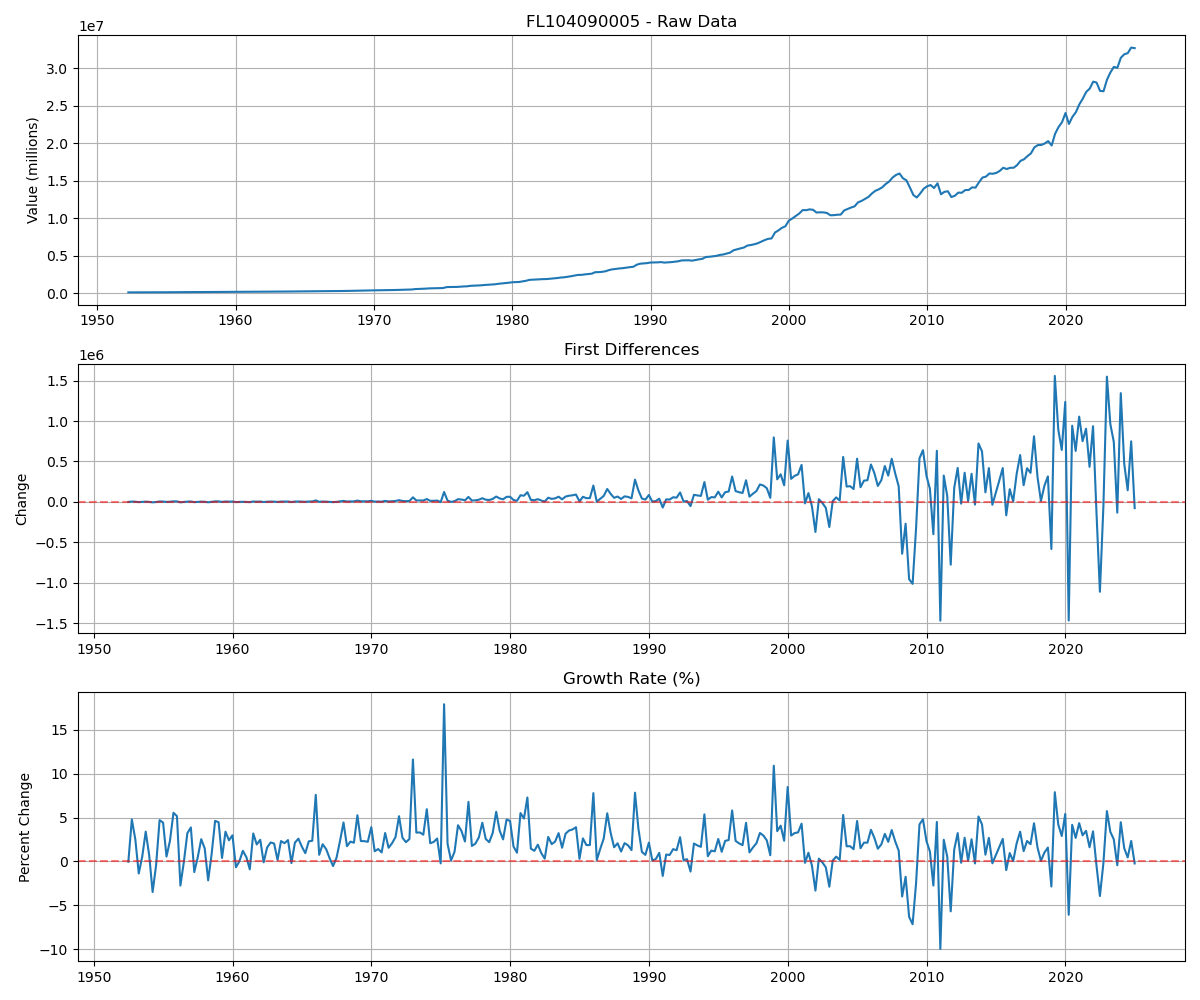 FL104090005 - Raw Data
1e7
Value (millions)
3.0
2.5
2.0
1.5
1.0
0.5
0.0
1950 1960 1970 1980 1990 2000 2010 2020
First Differences
1e6
Change
1.5
1.0
0.5
0.0
−0.5
−1.0
−1.5
1950 1960 1970 1980 1990 2000 2010 2020
Growth Rate (%)
Percent Change
15
10
5
0
−5
−10
1950 1960 1970 1980 1990 2000 2010 2020